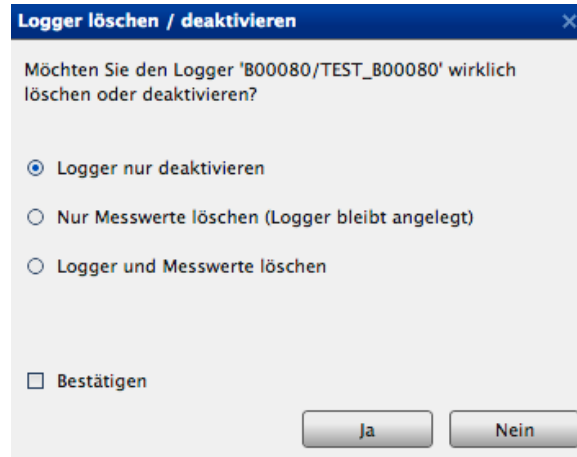 Logger löschen / deaktivieren
Möchten Sie den Logger 'B00080/TEST_B00080' wirklich
löschen oder deaktivieren?
Logger nur deaktivieren
Nur Messwerte löschen (Logger bleibt angelegt)
Logger und Messwerte löschen
Bestätigen
Ja
Nein